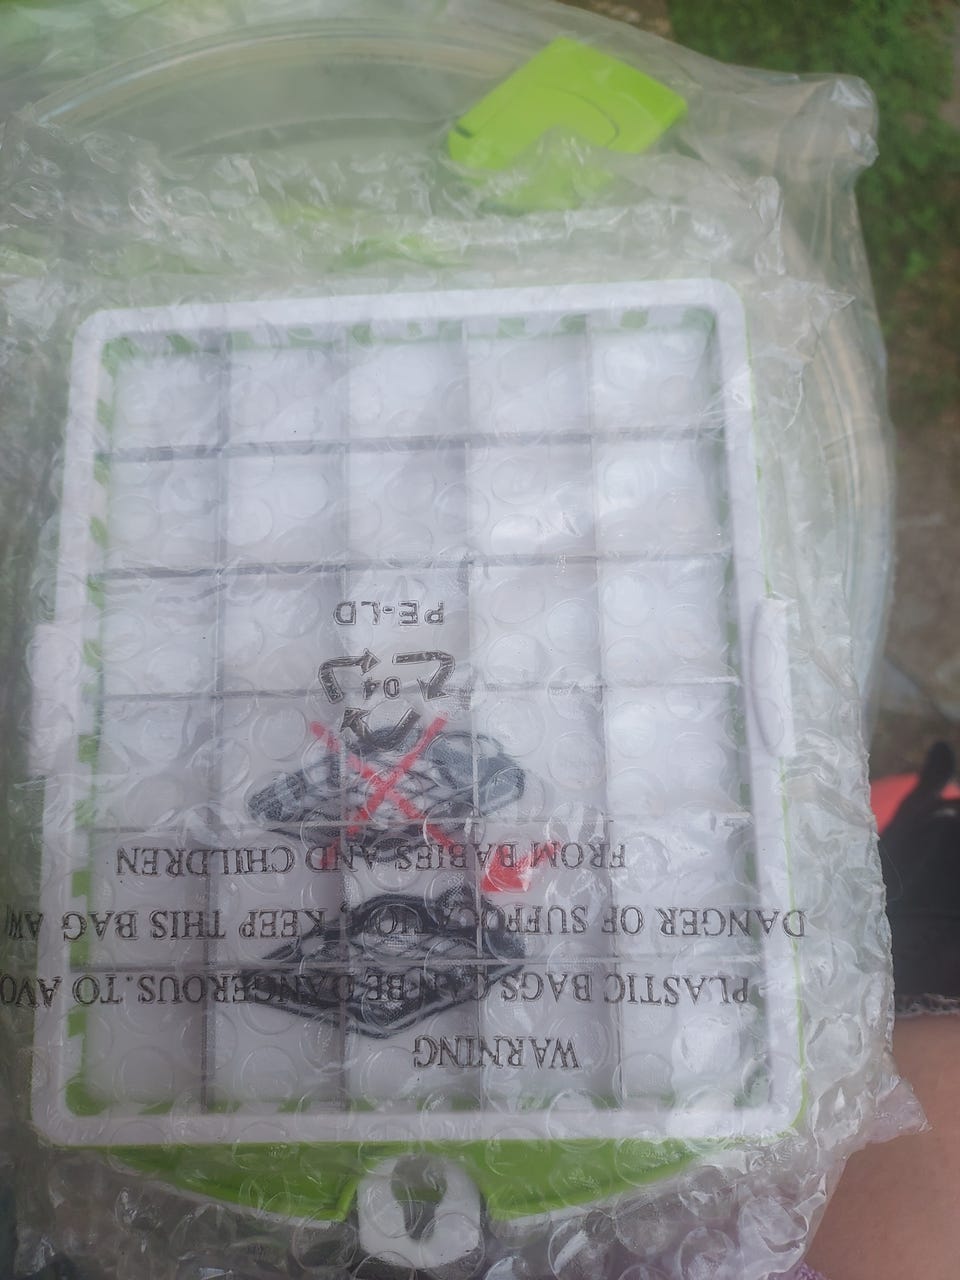 WARNING
PLASTIC BAGS CAN BE DANGEROUS.TO AVO
DANGER OF SUFFOCATION, KEEP THIS BAG AW
FROM BABIES AND CHILDREN
04
PE-LD